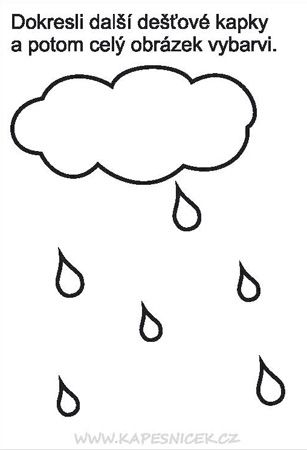 Dokresli další dešťové kapky
a potom celý obrázek vybarvi.
WWW.KAPESNICEK.CZ